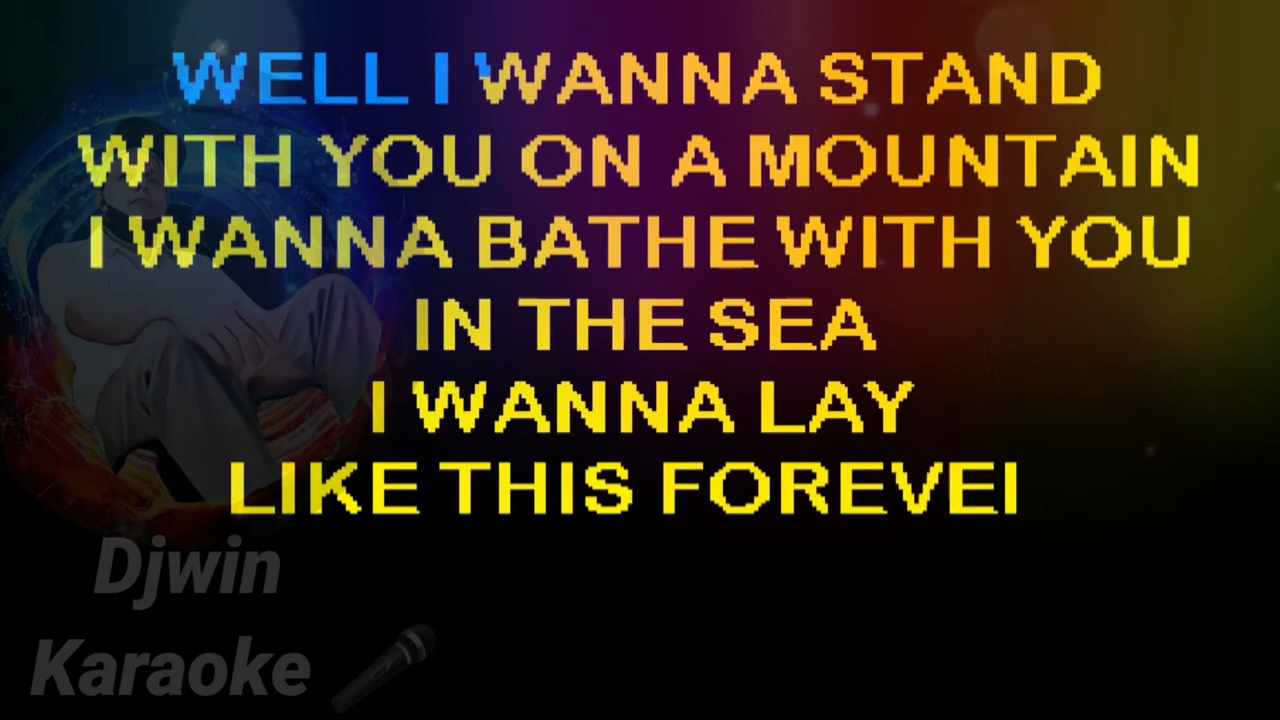 WELL I WANNA STAND
WITH YOU ON A MOUNTAIN
I WANNA BATHE WITH YOU
IN THE SEA
I WANNA LAY
LIKE THIS FOREVEI
Djwin
Karaoke